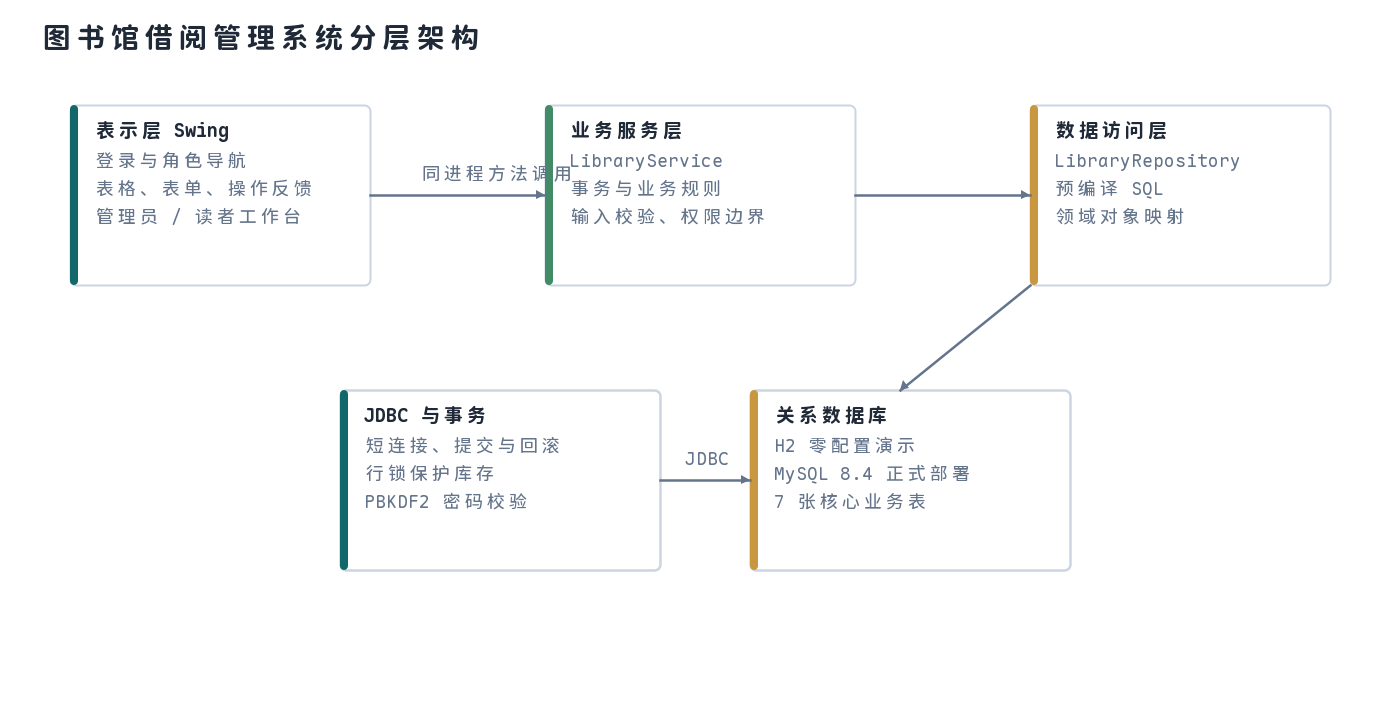 图书馆借阅管理系统分层架构
表示层 Swing
登录与角色导航
表格、表单、操作反馈
管理员 / 读者工作台
同进程方法调用
业务服务层
LibraryService
事务与业务规则
输入校验、权限边界
数据访问层
LibraryRepository
预编译 SQL
领域对象映射
JDBC 与事务
短连接、提交与回滚
行锁保护库存
PBKDF2 密码校验
JDBC
关系数据库
H2 零配置演示
MySQL 8.4 正式部署
7 张核心业务表